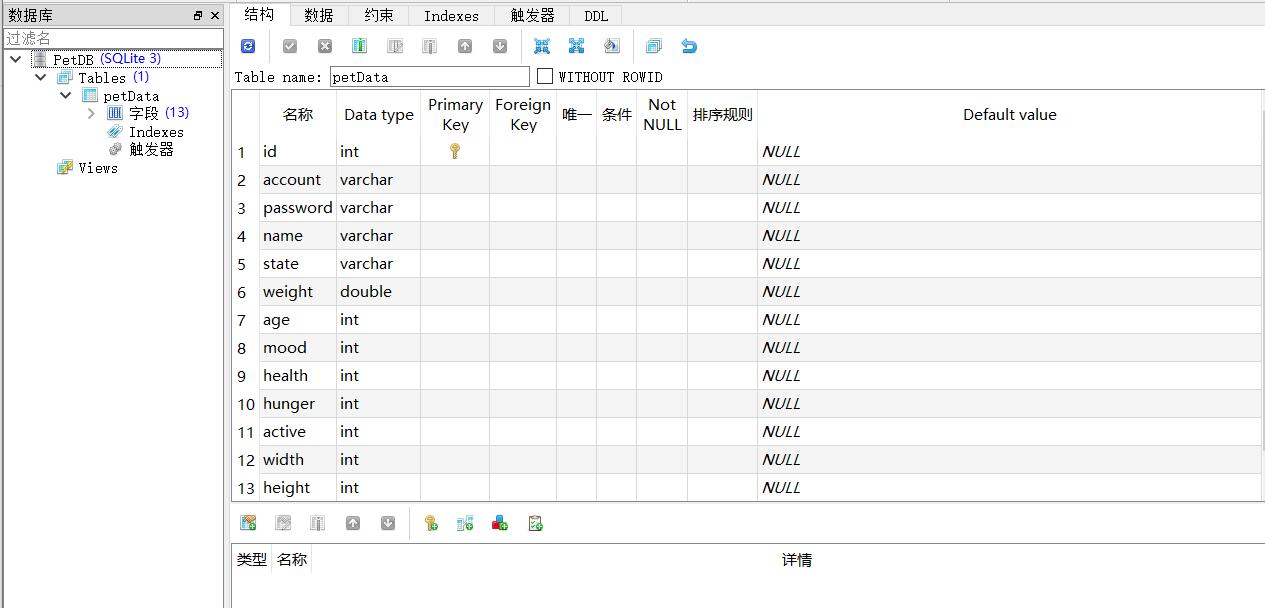 数据库
过滤名
PetDB (SQLite 3)
Tables (1)
petData
字段 (13)
Indexes
触发器
Views
结构 数据 约束 Indexes 触发器 DDL
Table name: petData WITHOUT ROWID
名称 Data type Primary Key Foreign Key 唯一 条件 Not NULL 排序规则 Default value
1 id int NULL
2 account varchar NULL
3 password varchar NULL
4 name varchar NULL
5 state varchar NULL
6 weight double NULL
7 age int NULL
8 mood int NULL
9 health int NULL
10 hunger int NULL
11 active int NULL
12 width int NULL
13 height int NULL
类型 名称 详情